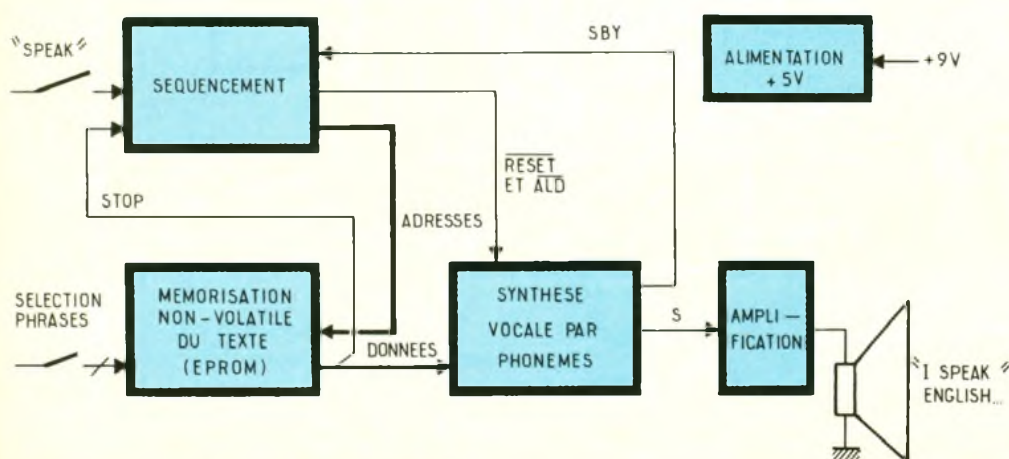 "SPEAK"
SEQUENCEMENT
SBY
ALIMENTATION
+ 5V
+9V
RESET
ET ALD
STOP
ADRESSES
SELECTION
PHRASES
MEMORISATION
NON-VOLATILE
DU TEXTE
(EPROM)
DONNEES
SYNTHESE
VOCALE PAR
PHONEMES
S
AMPLI –
FICATION
"I SPEAK"
ENGLISH...